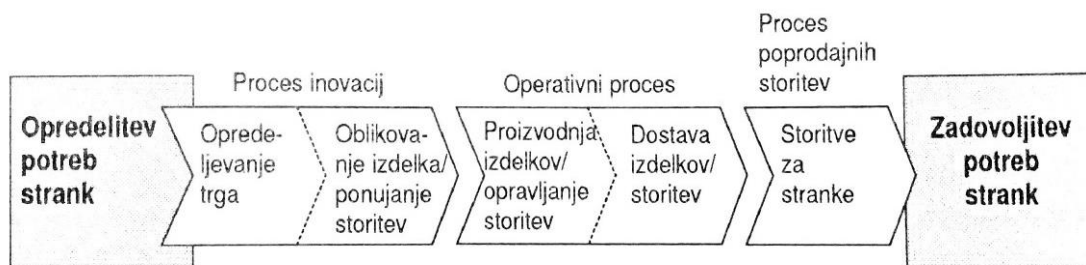 Proces
poprodajnih
storitev
Proces inovacij
Operativni proces
Opredelitev
potreb
strank
Oprede-
ljevanje
trga
Oblikova-
nje izdelka/
ponujanje
storitev
Proizvodnja
izdelkov/
opravljanje
storitev
Dostava
izdelkov/
storitev
Storitve
za
stranke
Zadovoljitev
potreb
strank